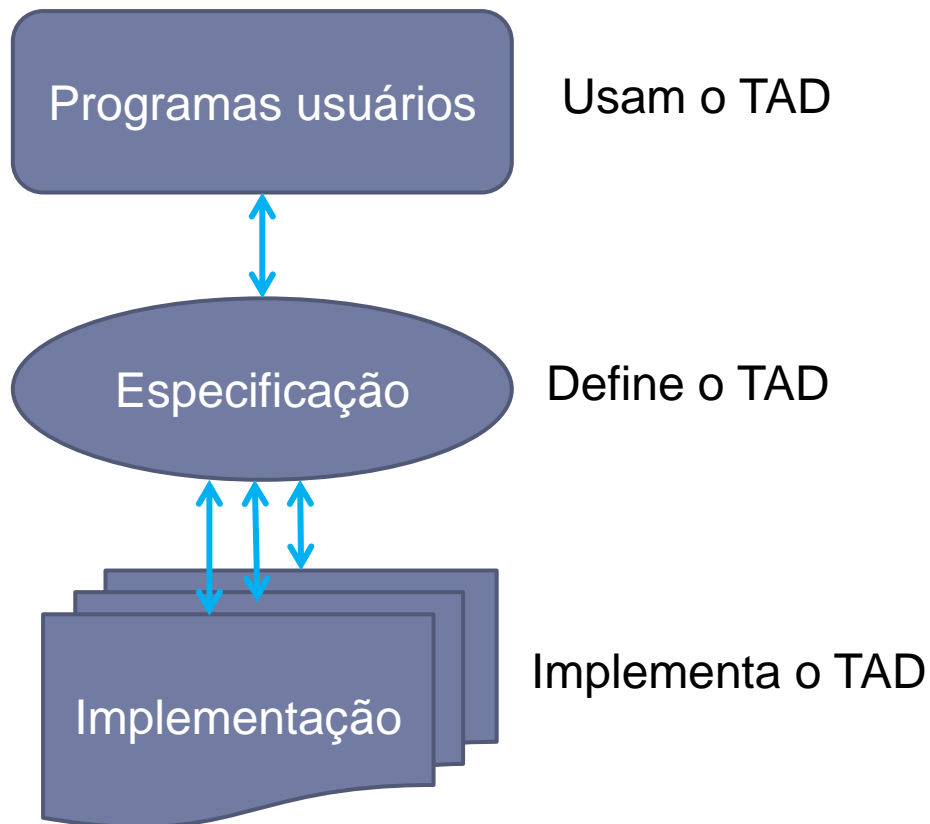 Programas usuários
Usam o TAD
Especificação
Define o TAD
Implementação
Implementa o TAD